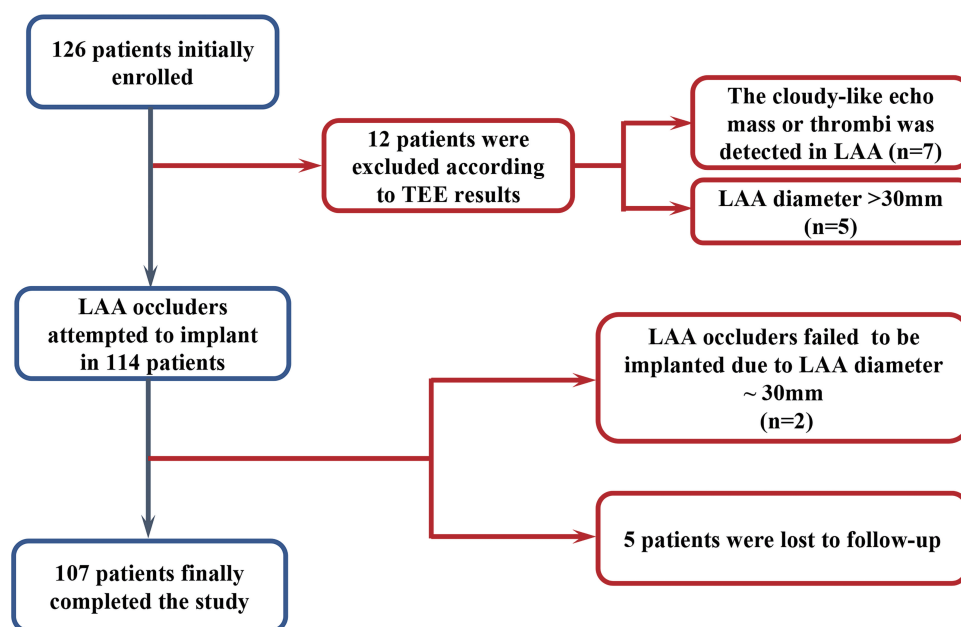 126 patients initially
enrolled
12 patients were
excluded according
to TEE results
The cloudy-like echo
mass or thrombi was
detected in LAA (n=7)
LAA diameter >30mm
(n=5)
LAA occluders
attempted to implant
in 114 patients
LAA occluders failed to be
implanted due to LAA diameter
~ 30mm
(n=2)
5 patients were lost to follow-up
107 patients finally
completed the study